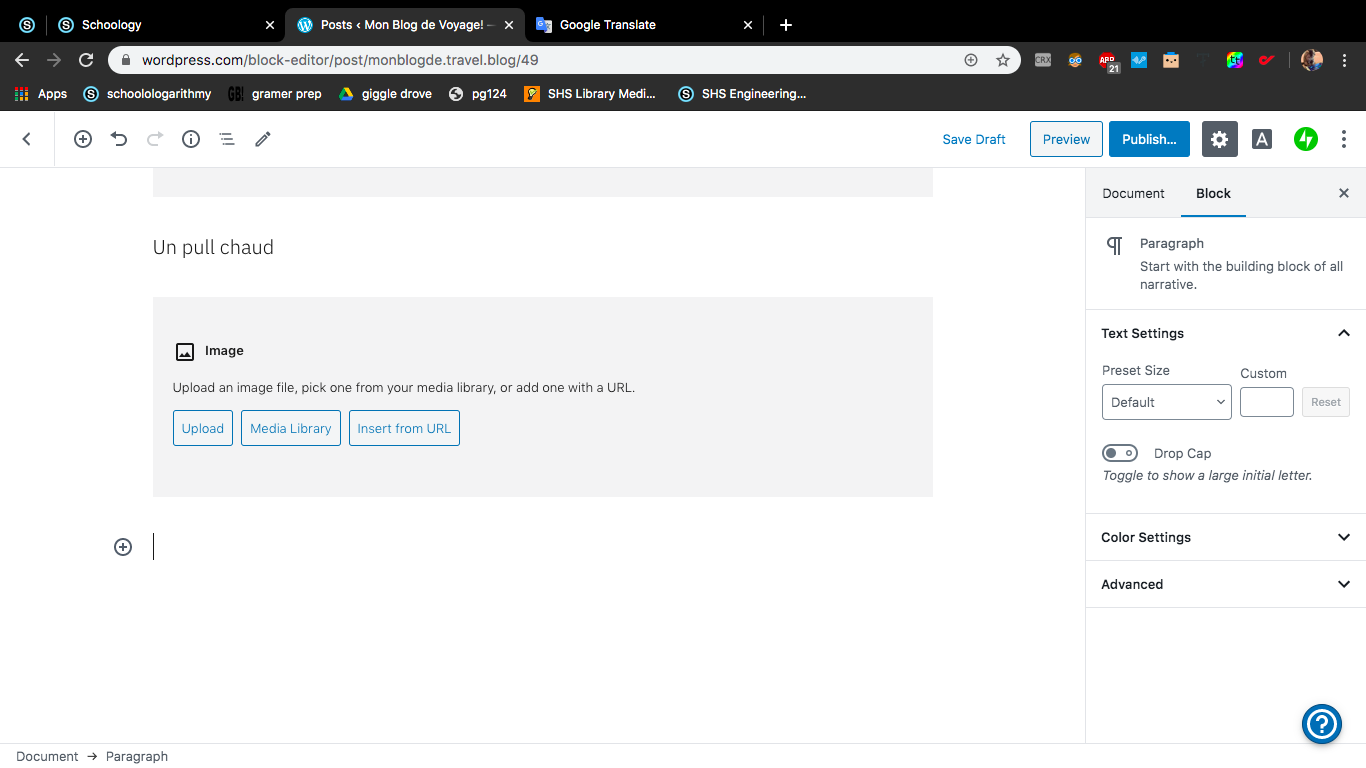 Schoology
Posts ‹ Mon Blog de Voyage! —
Google Translate
wordpress.com/block-editor/post/monblogde.travel.blog/49
CRX
ABP
21
Apps
schoolologarithmy
GB!
gramer prep
giggle drove
pg124
SHS Library Medi...
SHS Engineering...
Save Draft
Preview
Publish...
A
Document
Block
Un pull chaud
Paragraph
Start with the building block of all
narrative.
Image
Upload an image file, pick one from your media library, or add one with a URL.
Upload
Media Library
Insert from URL
Text Settings
Preset Size
Custom
Default
Reset
Drop Cap
Toggle to show a large initial letter.
Color Settings
Advanced
Document → Paragraph